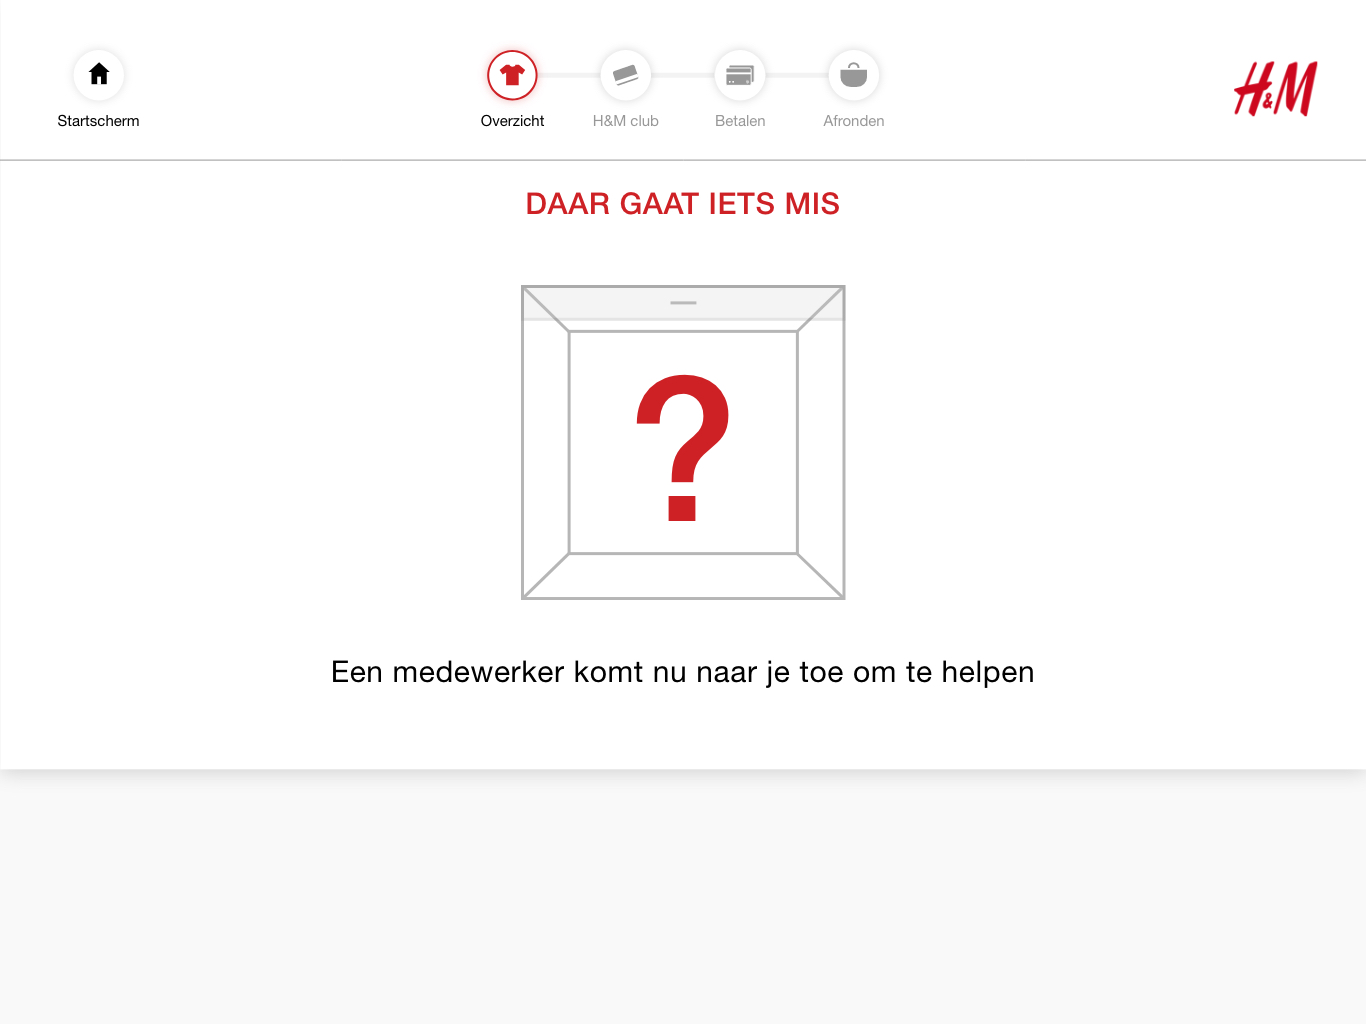 Startscherm
Overzicht
H&M club
Betalen
Afronden
H&M
DAAR GAAT IETS MIS
?
Een medewerker komt nu naar je toe om te helpen